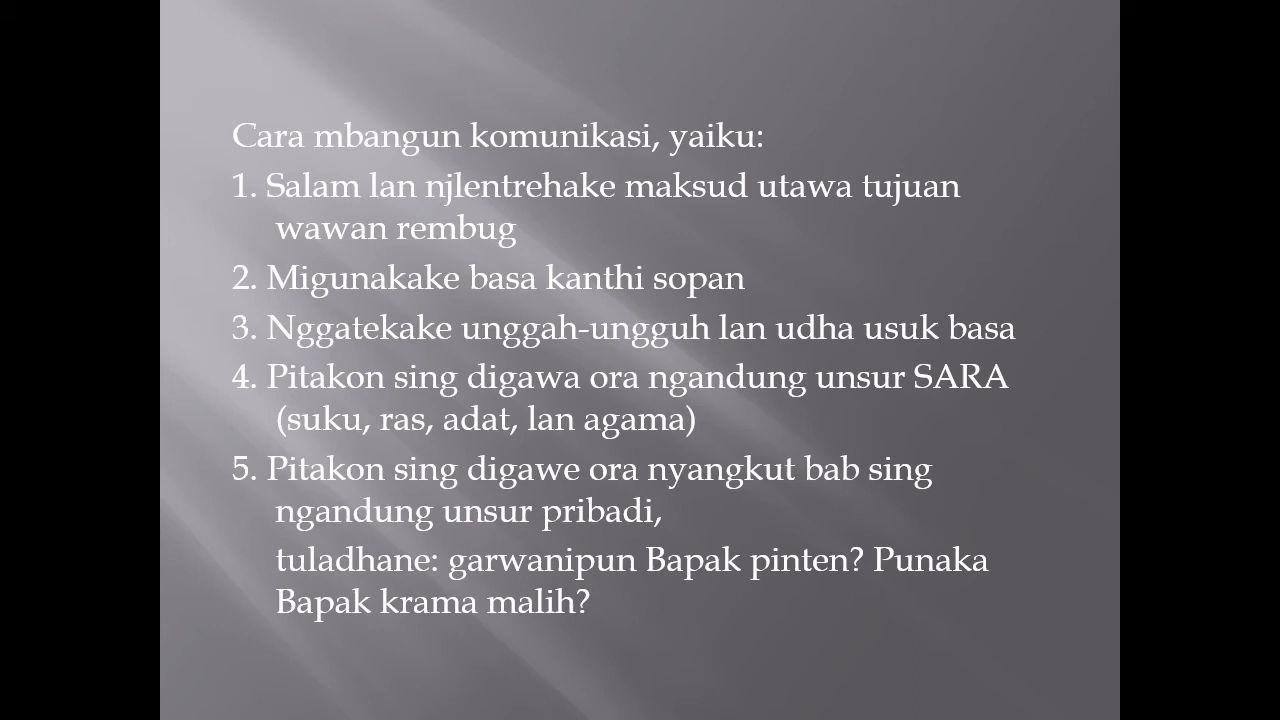 Cara mbangun komunikasi, yaiku:
1. Salam lan njlentrehake maksud utawa tujuan
wawan rembug
2. Migunakake basa kanthi sopan
3. Nggatekake unggah-ungguh lan udha usuk basa
4. Pitakon sing digawa ora ngandung unsur SARA
(suku, ras, adat, lan agama)
5. Pitakon sing digawe ora nyangkut bab sing
ngandung unsur pribadi,
tuladhane: garwanipun Bapak pinten? Punaka
Bapak krama malih?